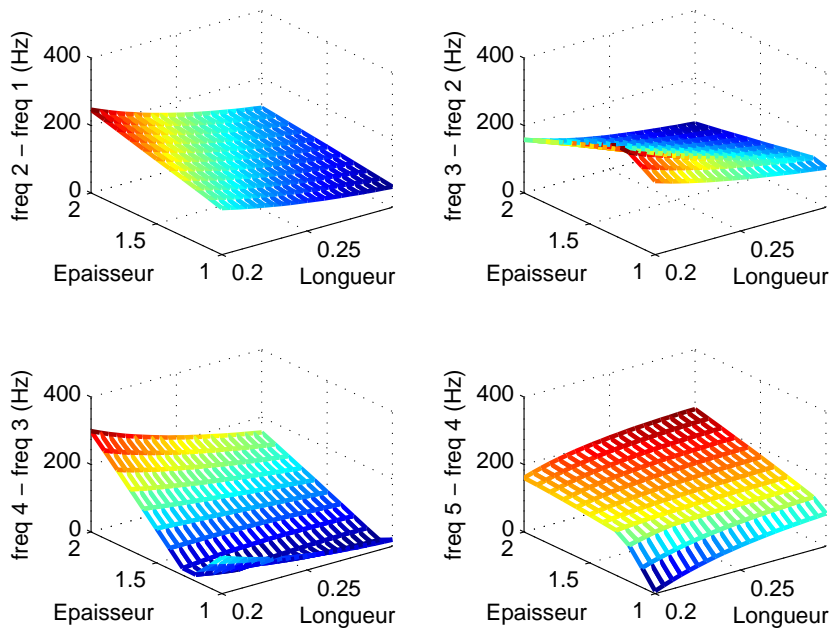 400
200
0
freq 2 − freq 1 (Hz)
2
1.5
1
Epaisseur
0.2
0.25
Longueur
400
200
0
freq 3 − freq 2 (Hz)
2
1.5
1
Epaisseur
0.2
0.25
Longueur
400
200
0
freq 4 − freq 3 (Hz)
2
1.5
1
Epaisseur
0.2
0.25
Longueur
400
200
0
freq 5 − freq 4 (Hz)
2
1.5
1
Epaisseur
0.2
0.25
Longueur